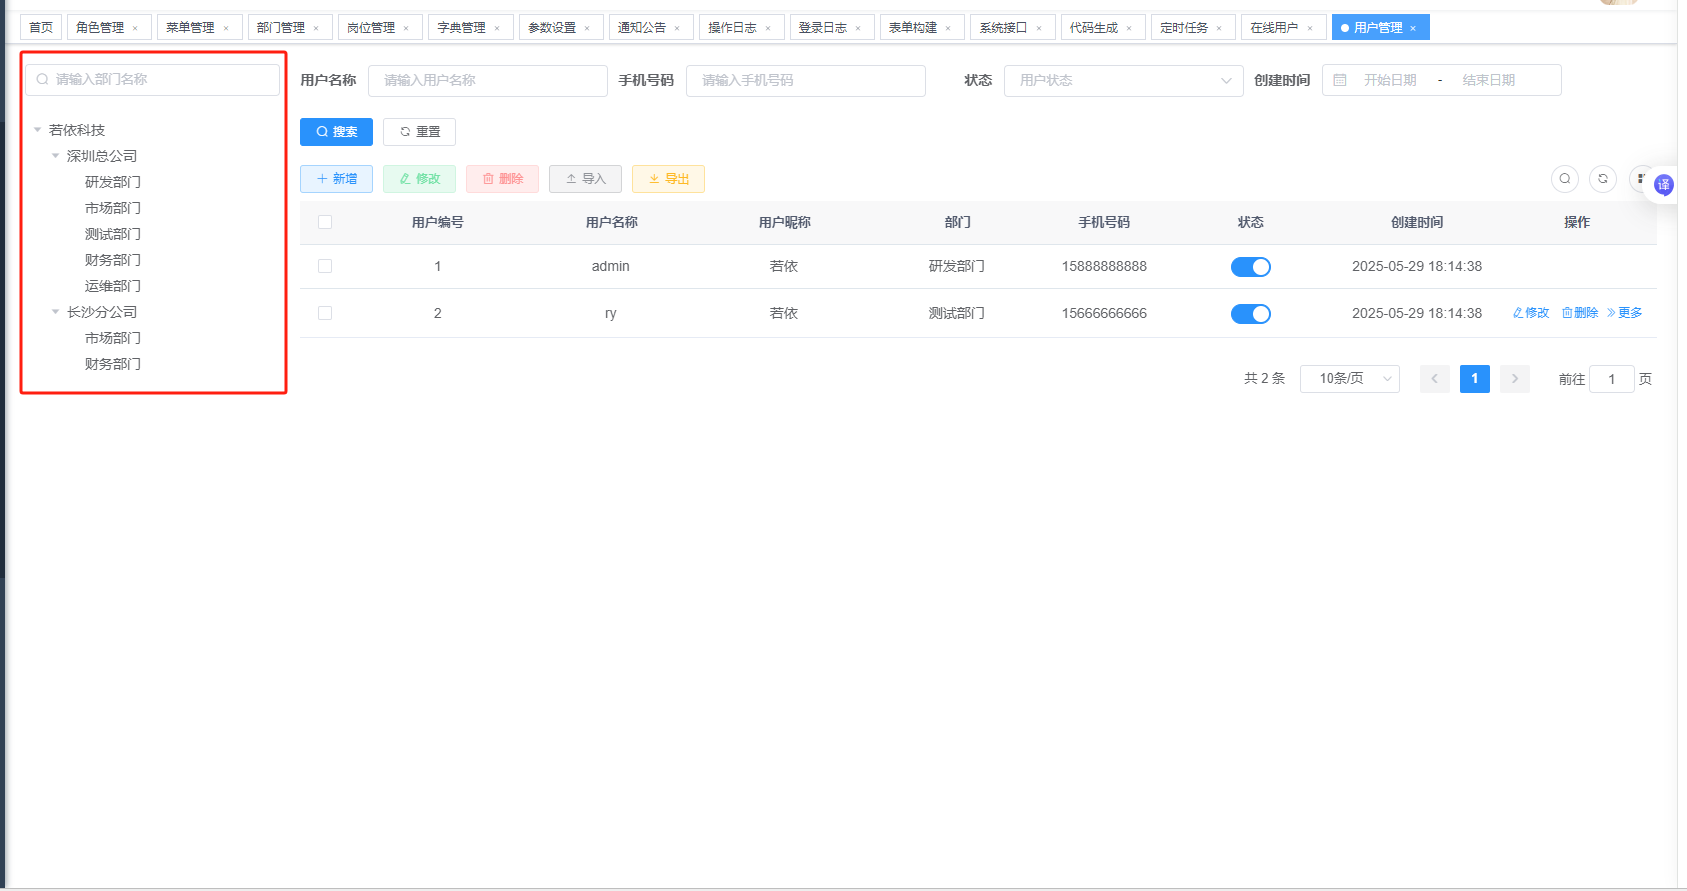 首页 角色管理 × 菜单管理 × 部门管理 × 岗位管理 × 字典管理 × 参数设置 × 通知公告 × 操作日志 × 登录日志 × 表单构建 × 系统接口 × 代码生成 × 定时任务 × 在线用户 × 用户管理 ×
请输入部门名称
若依科技
深圳总公司
研发部门
市场部门
测试部门
财务部门
运维部门
长沙分公司
市场部门
财务部门
用户名称 请输入用户名称 手机号码 请输入手机号码 状态 用户状态 创建时间 开始日期 - 结束日期
搜索 重置
新增 修改 删除 导入 导出
译
用户编号 用户名称 用户昵称 部门 手机号码 状态 创建时间 操作
1 admin 若依 研发部门 15888888888 2025-05-29 18:14:38
2 ry 若依 测试部门 15666666666 2025-05-29 18:14:38 修改 删除 更多
共 2 条 10条/页 1 前往 1 页